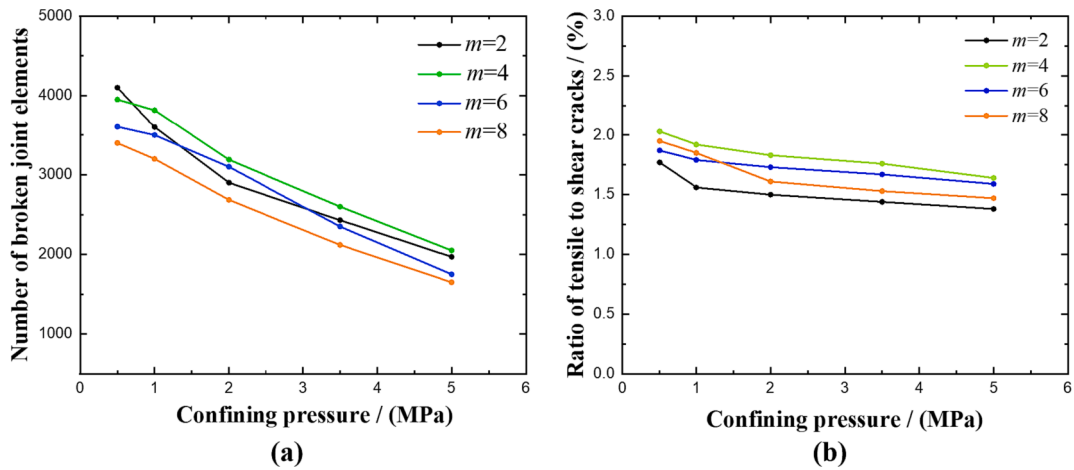 Number of broken joint elements
5000
4000
3000
2000
1000
0
1
2
3
4
5
6
m=2
m=4
m=6
m=8
Confining pressure / (MPa)
(a)
Ratio of tensile to shear cracks / (%)
3.0
2.5
2.0
1.5
1.0
0.5
0.0
0
1
2
3
4
5
6
m=2
m=4
m=6
m=8
Confining pressure / (MPa)
(b)